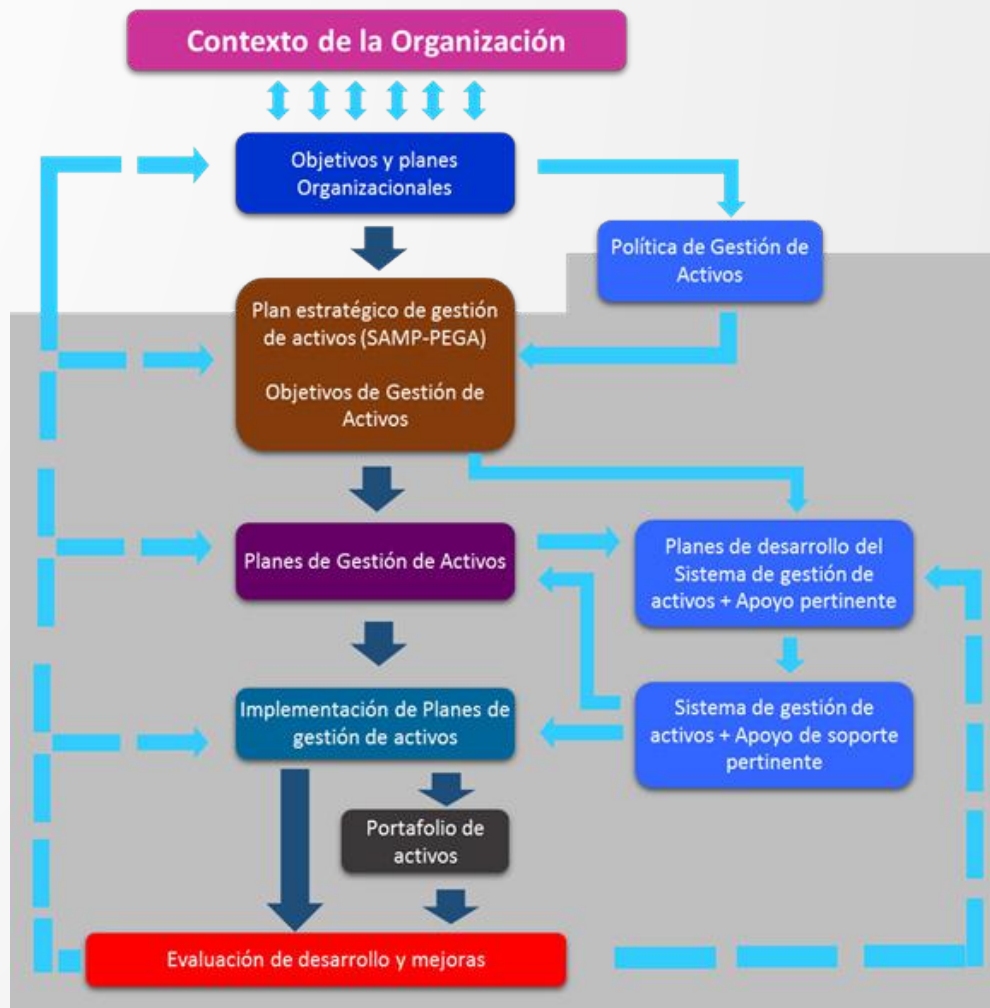 Contexto de la Organización
Objetivos y planes
Organizacionales
Política de Gestión de
Activos
Plan estratégico de gestión
de activos (SAMP-PEGA)
Objetivos de Gestión de
Activos
Planes de Gestión de Activos
Planes de desarrollo del
Sistema de gestión de
activos + Apoyo pertinente
Implementación de Planes de
gestión de activos
Sistema de gestión de
activos + Apoyo de soporte
pertinente
Portafolio de
activos
Evaluación de desarrollo y mejoras